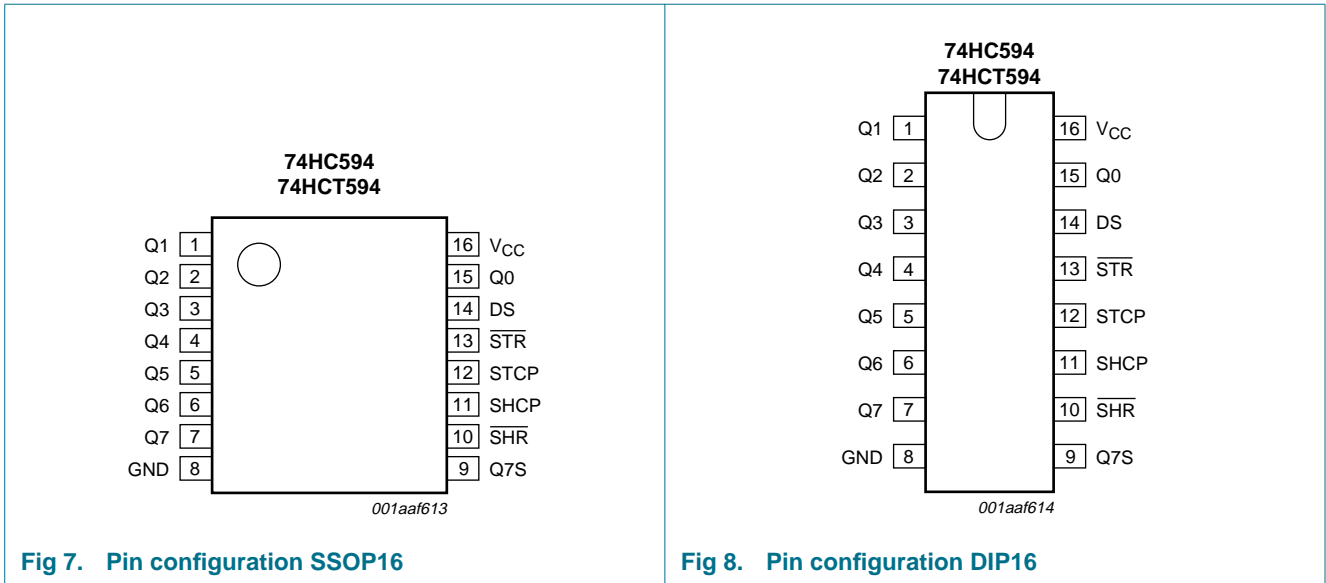 74HC594
74HCT594
Q1 1 16 VCC
Q2 2 15 Q0
Q3 3 14 DS
Q4 4 13 S̅T̅R̅
Q5 5 12 STCP
Q6 6 11 SHCP
Q7 7 10 S̅H̅R̅
GND 8 9 Q7S
001aaf613
Fig 7. Pin configuration SSOP16
74HC594
74HCT594
Q1 1 16 VCC
Q2 2 15 Q0
Q3 3 14 DS
Q4 4 13 S̅T̅R̅
Q5 5 12 STCP
Q6 6 11 SHCP
Q7 7 10 S̅H̅R̅
GND 8 9 Q7S
001aaf614
Fig 8. Pin configuration DIP16